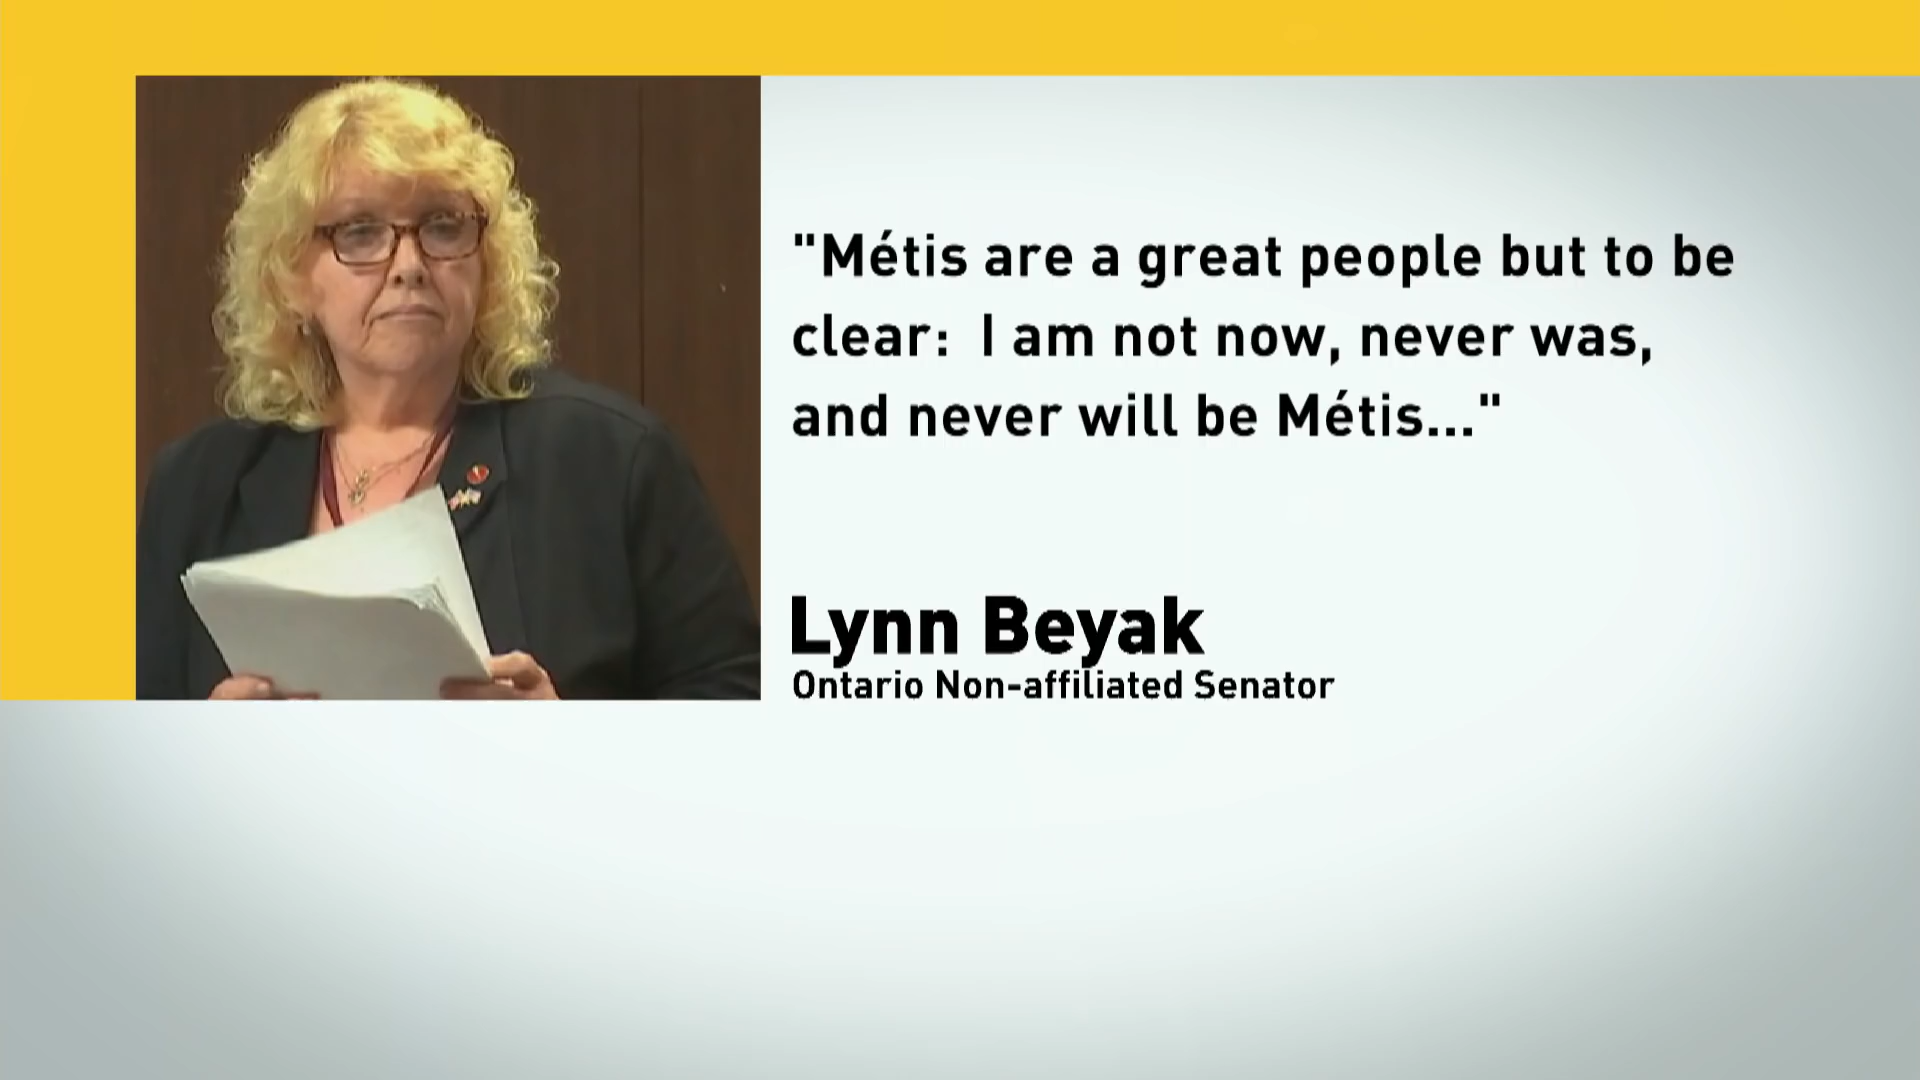 "Métis are a great people but to be
clear:  I am not now, never was,
and never will be Métis..."
Lynn Beyak
Ontario Non-affiliated Senator